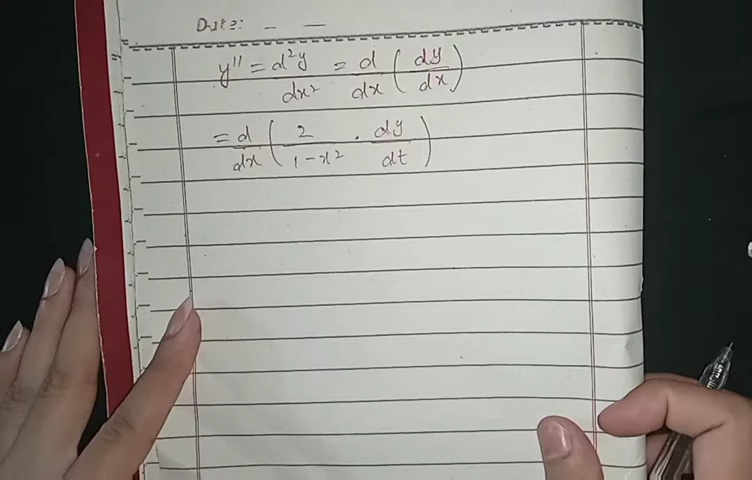 Date: _ _
y'' = d²y/dx² = d/dx (dy/dx)
= d/dx (2/1-x² . dy/dt)